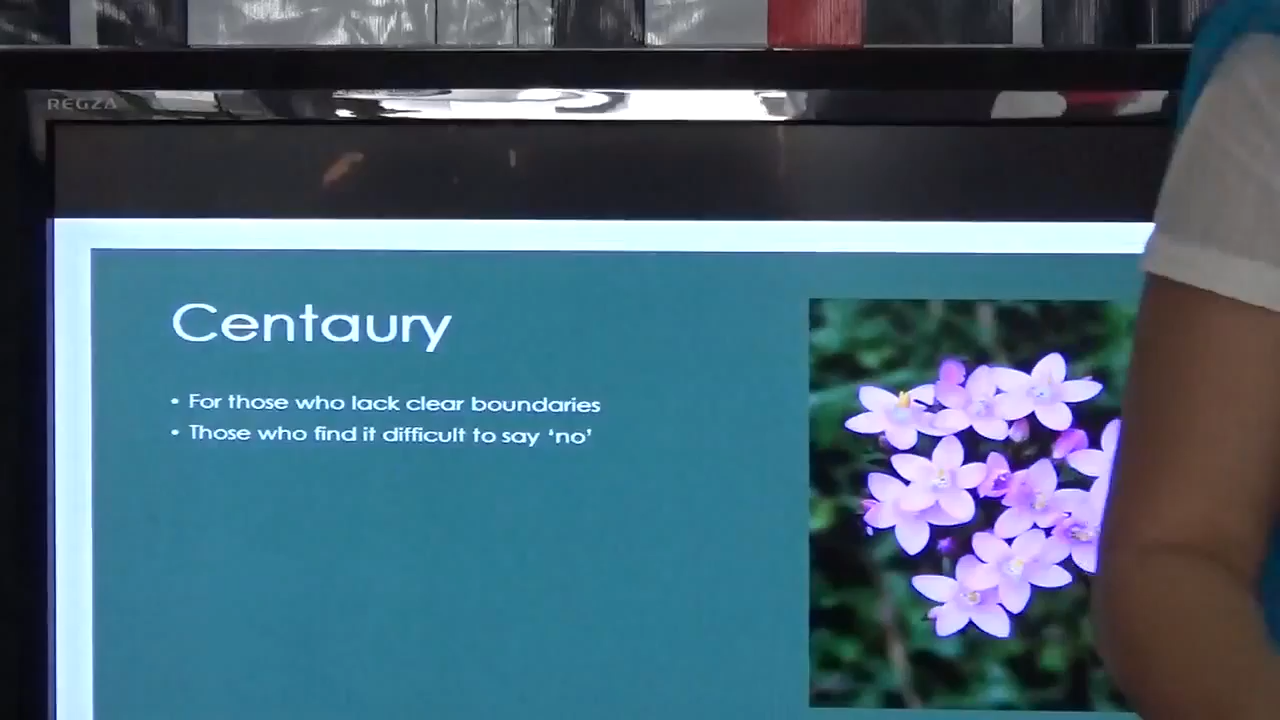 REGZA
Centaury
• For those who lack clear boundaries
• Those who find it difficult to say ‘no’